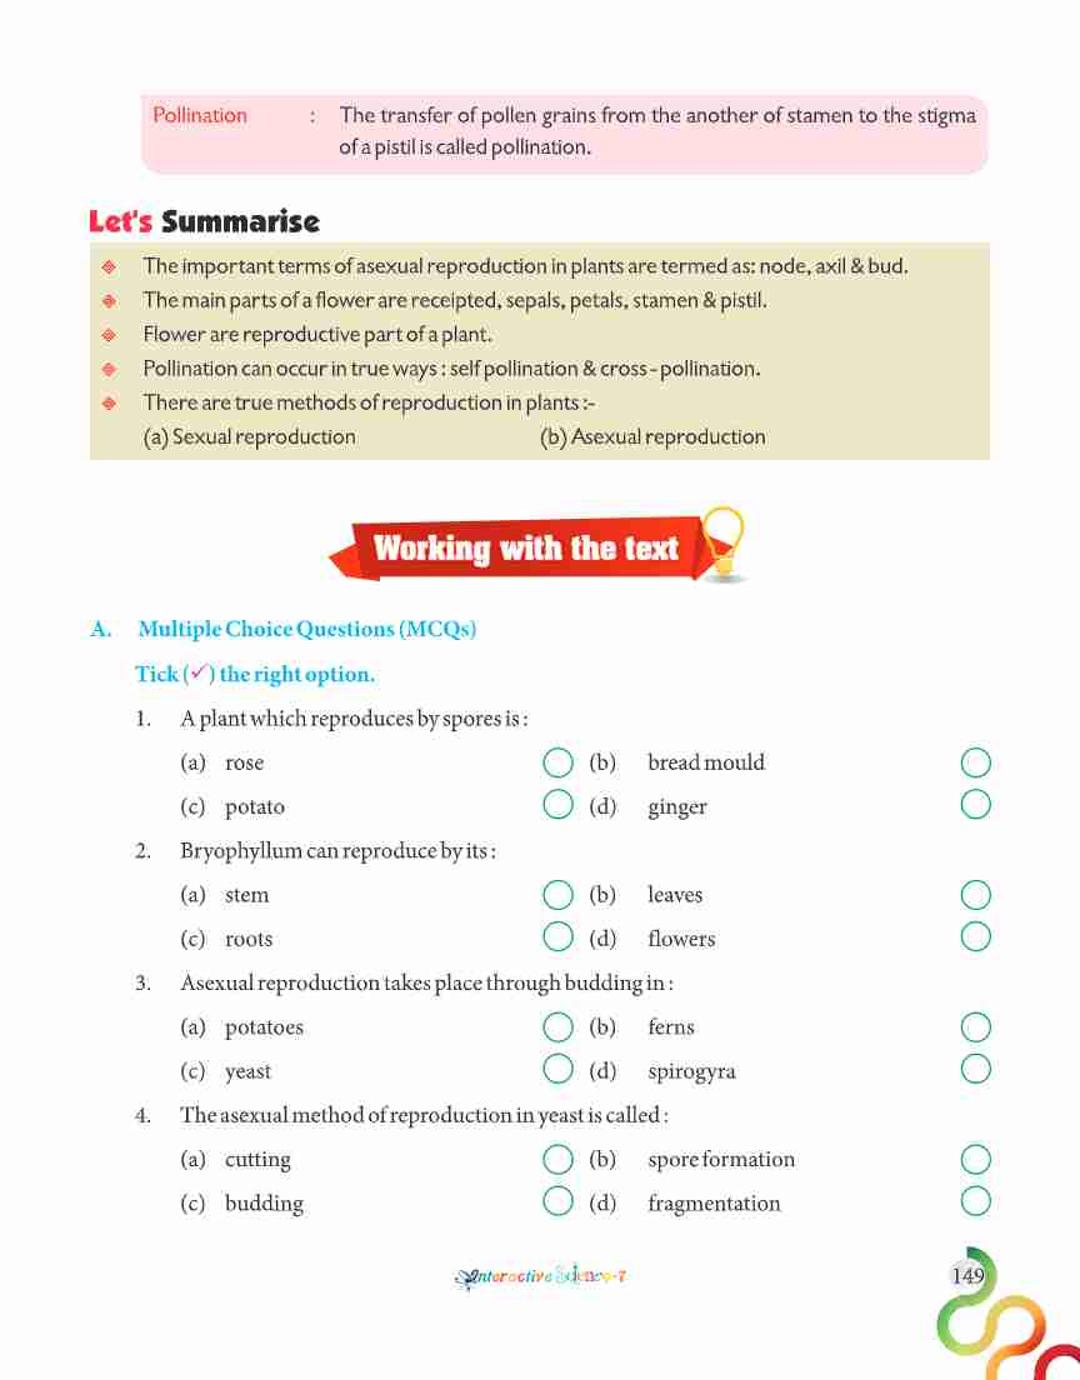 Pollination : The transfer of pollen grains from the another of stamen to the stigma
of a pistil is called pollination.
Let's Summarise
The important terms of asexual reproduction in plants are termed as: node, axil & bud.
The main parts of a flower are receipted, sepals, petals, stamen & pistil.
Flower are reproductive part of a plant.
Pollination can occur in true ways : self pollination & cross - pollination.
There are true methods of reproduction in plants :-
(a) Sexual reproduction (b) Asexual reproduction
Working with the text
A. Multiple Choice Questions (MCQs)
Tick (✓) the right option.
1. A plant which reproduces by spores is :
(a) rose (b) bread mould
(c) potato (d) ginger
2. Bryophyllum can reproduce by its :
(a) stem (b) leaves
(c) roots (d) flowers
3. Asexual reproduction takes place through budding in :
(a) potatoes (b) ferns
(c) yeast (d) spirogyra
4. The asexual method of reproduction in yeast is called :
(a) cutting (b) spore formation
(c) budding (d) fragmentation
Interactive Science-7
149